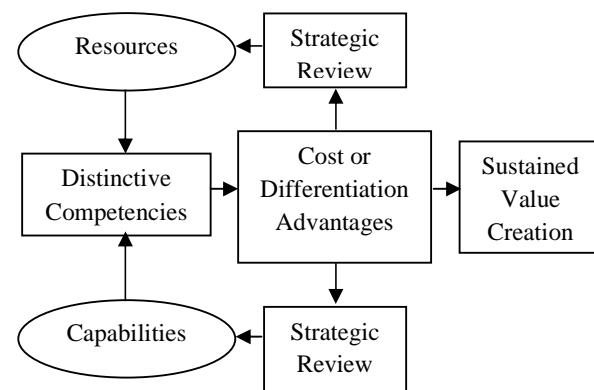 Resources
Strategic
Review
Distinctive
Competencies
Cost or
Differentiation
Advantages
Sustained
Value
Creation
Capabilities
Strategic
Review